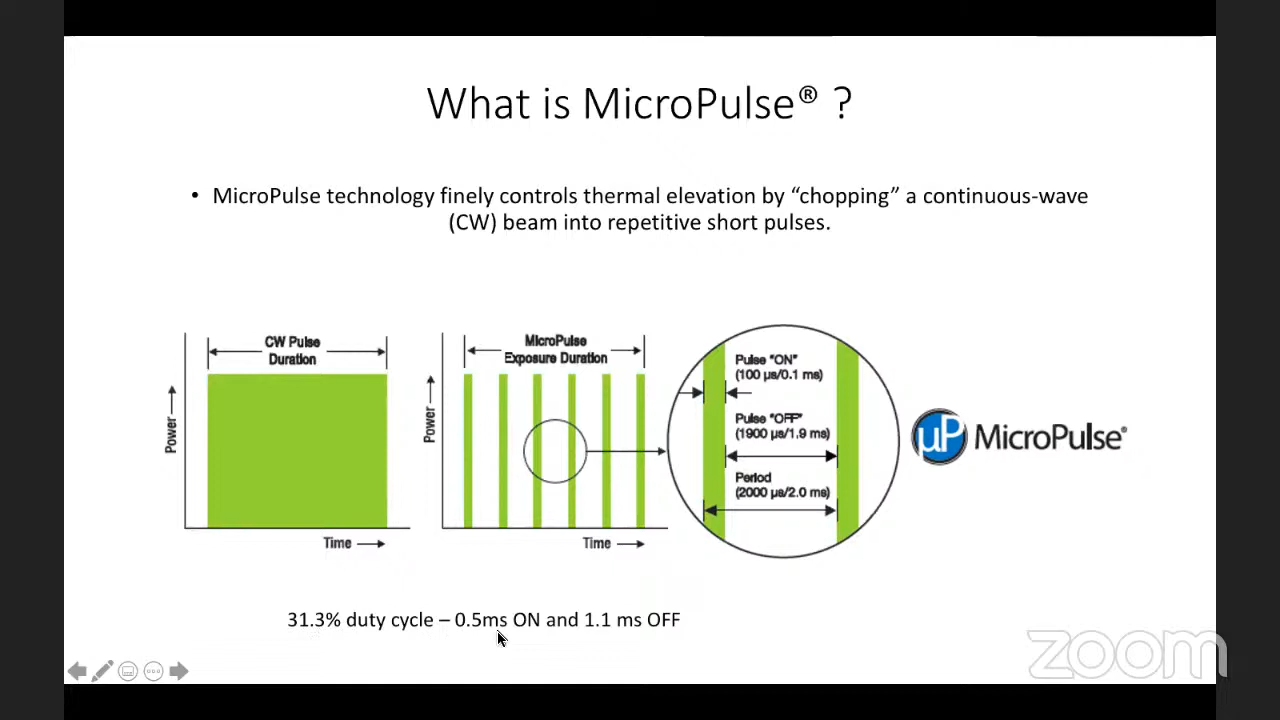 What is MicroPulse® ?
• MicroPulse technology finely controls thermal elevation by “chopping” a continuous-wave
(CW) beam into repetitive short pulses.
CW Pulse
Duration
Power
Time
MicroPulse
Exposure Duration
Power
Time
Pulse "ON"
(100 µs/0.1 ms)
Pulse "OFF"
(1900 µs/1.9 ms)
Period
(2000 µs/2.0 ms)
µP MicroPulse®
31.3% duty cycle – 0.5ms ON and 1.1 ms OFF
zoom